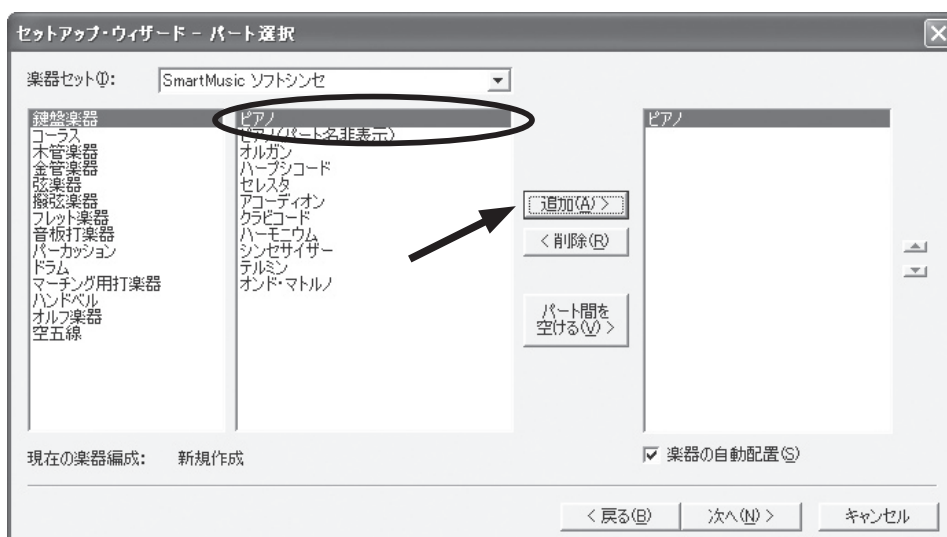 セットアップ・ウィザード - パート選択
楽器セット(I):
SmartMusic ソフトシンセ
鍵盤楽器
コーラス
木管楽器
金管楽器
弦楽器
撥弦楽器
フレット楽器
音板打楽器
パーカッション
ドラム
マーチング用打楽器
ハンドベル
オルフ楽器
空五線
ピアノ
ピアノ(パート名非表示)
オルガン
ハープシコード
セレスタ
アコーディオン
クラビコード
ハーモニウム
シンセサイザー
テルミン
オンド・マトルノ
追加(A) >
< 削除(R)
パート間を
空ける(V) >
ピアノ
現在の楽器編成: 新規作成
楽器の自動配置(S)
< 戻る(B)
次へ(N) >
キャンセル